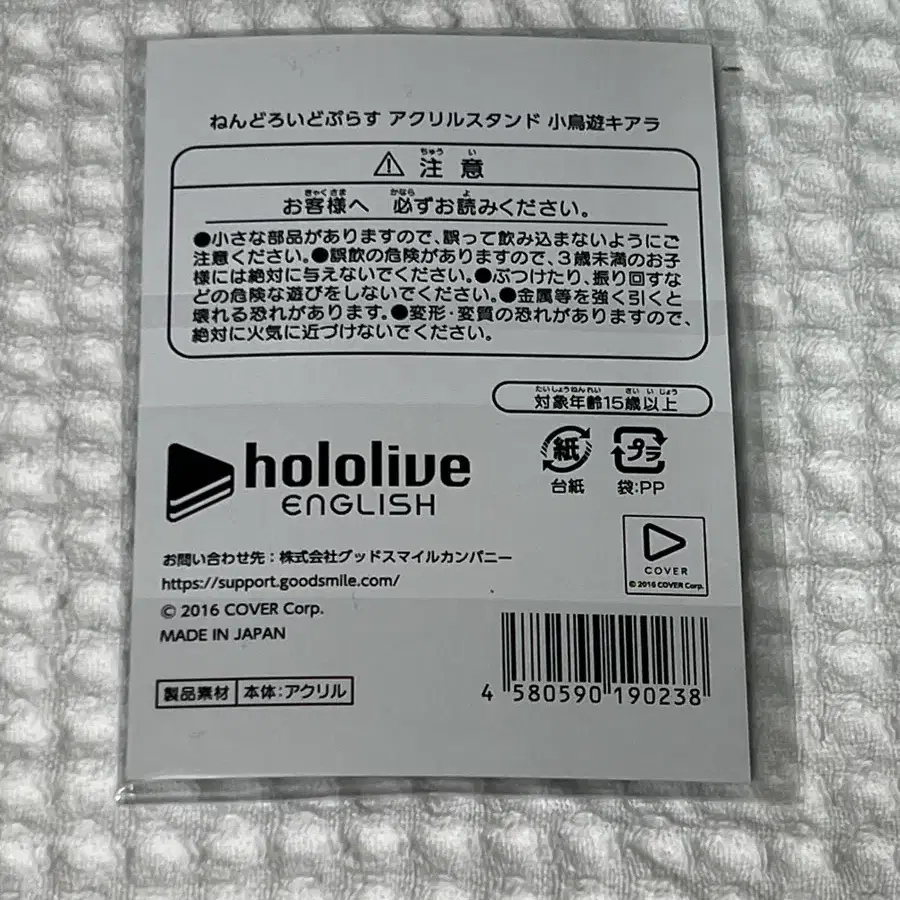 ねんどろいどぷらす アクリルスタンド 小鳥遊キアラ
ちゅう い
⚠ 注 意
きゃくさま かなら よ
お客様へ 必ずお読みください。
●小さな部品がありますので、誤って飲み込まないようにご
注意ください。●誤飲の危険がありますので、3歳未満のお子
様には絶対に与えないでください。●ぶつけたり、振り回すな
どの危険な遊びをしないでください。●金属等を強く引くと
壊れる恐れがあります。●変形・変質の恐れがありますので、
絶対に火気に近づけないでください。
たいしょうねんれい さい い じょう
対象年齢15歳以上
hololive
ENGLISH
紙
台紙
プラ
袋:PP
COVER
© 2016 COVER Corp.
お問い合わせ先：株式会社グッドスマイルカンパニー
https://support.goodsmile.com/
© 2016 COVER Corp.
MADE IN JAPAN
製品素材 本体:アクリル
4 580590 190238